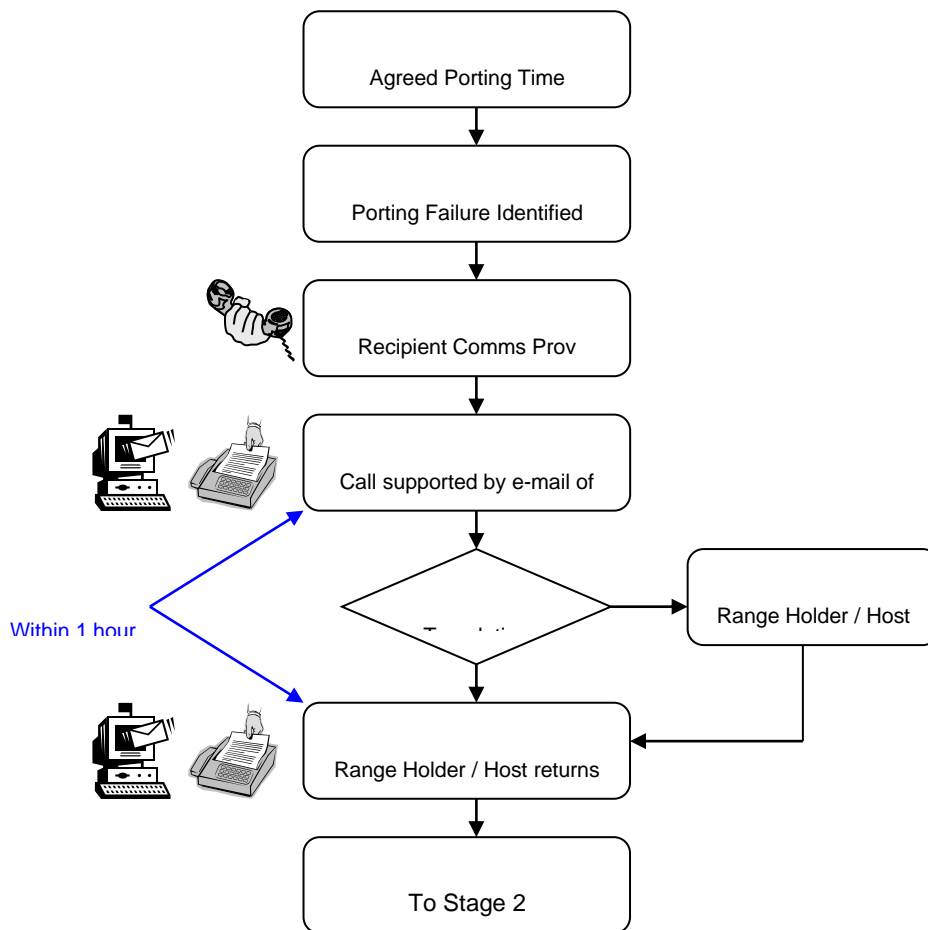 Agreed Porting Time
Porting Failure Identified
Recipient Comms Prov
Call supported by e-mail of
Within 1 hour
Range Holder / Host
Range Holder / Host returns
To Stage 2